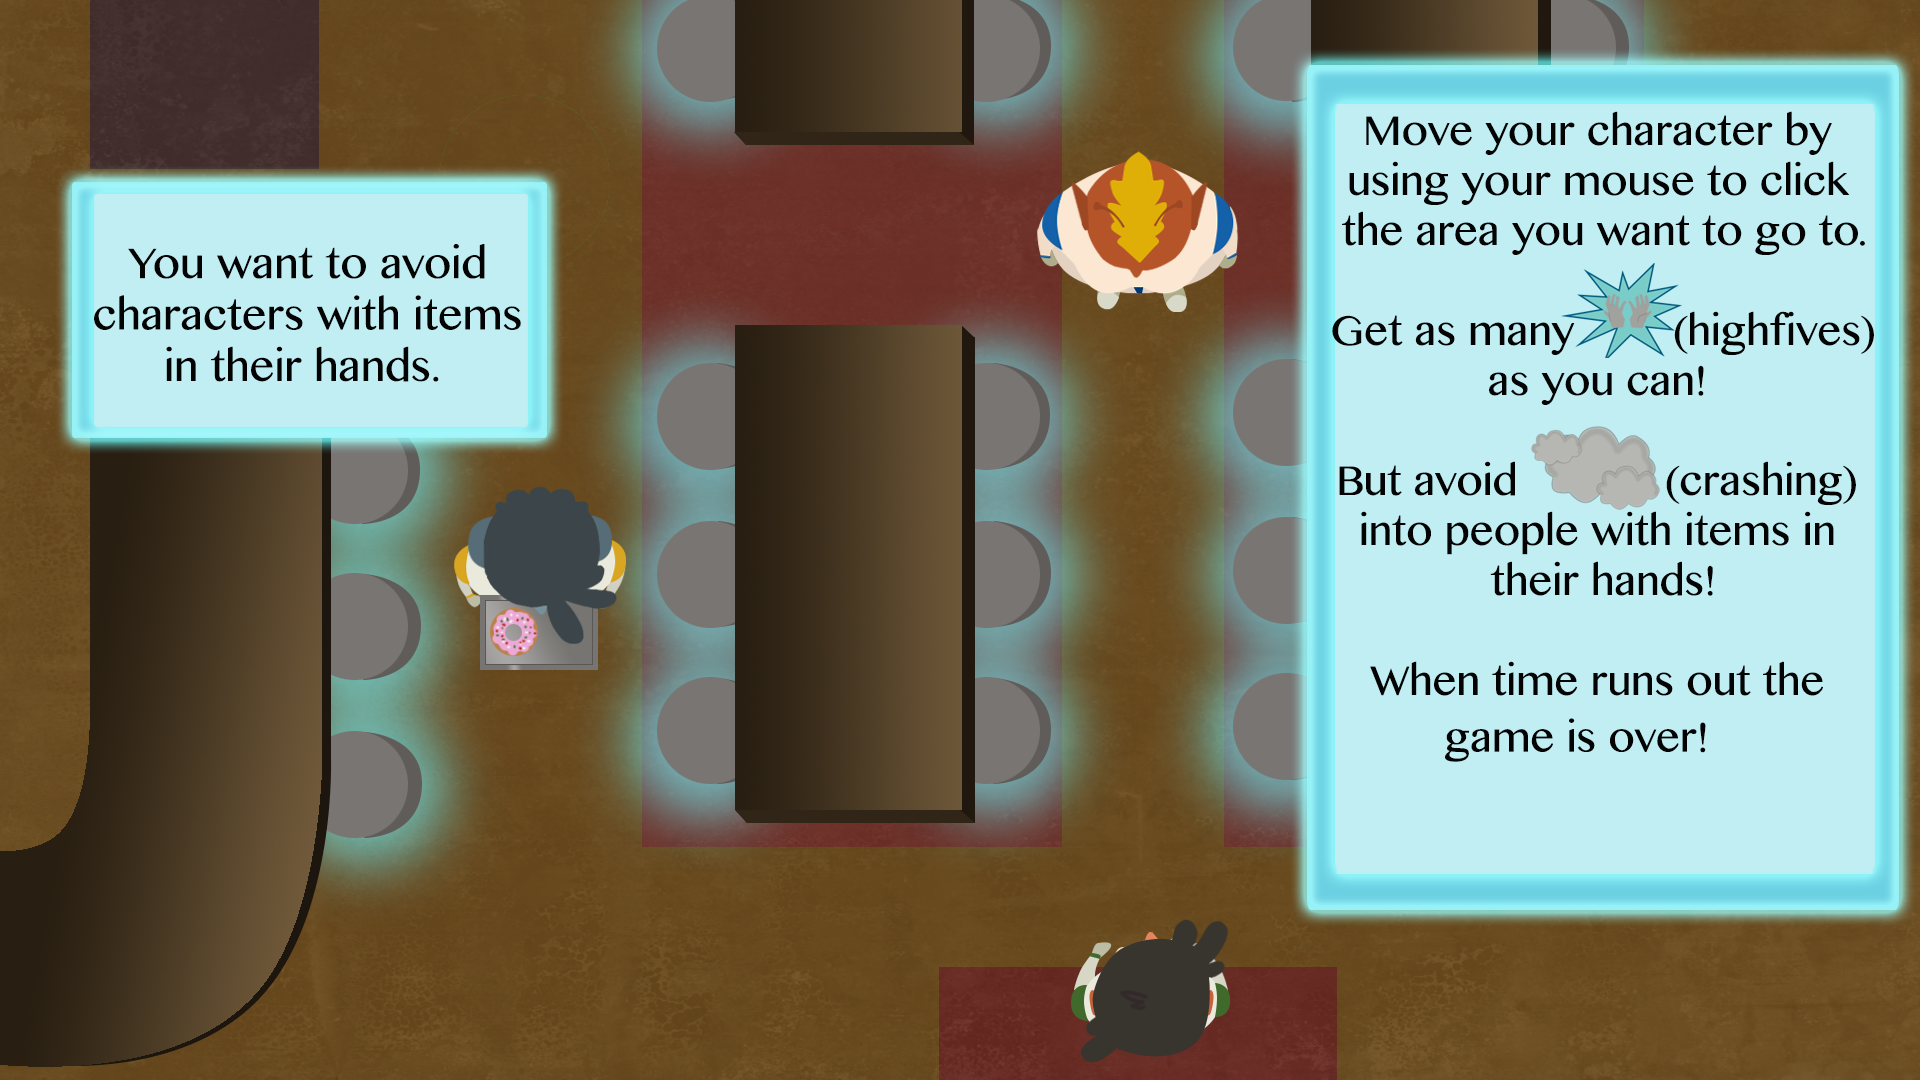 You want to avoid
characters with items
in their hands.
Move your character by
using your mouse to click
the area you want to go to.
Get as many (highfives)
as you can!
But avoid (crashing)
into people with items in
their hands!
When time runs out the
game is over!